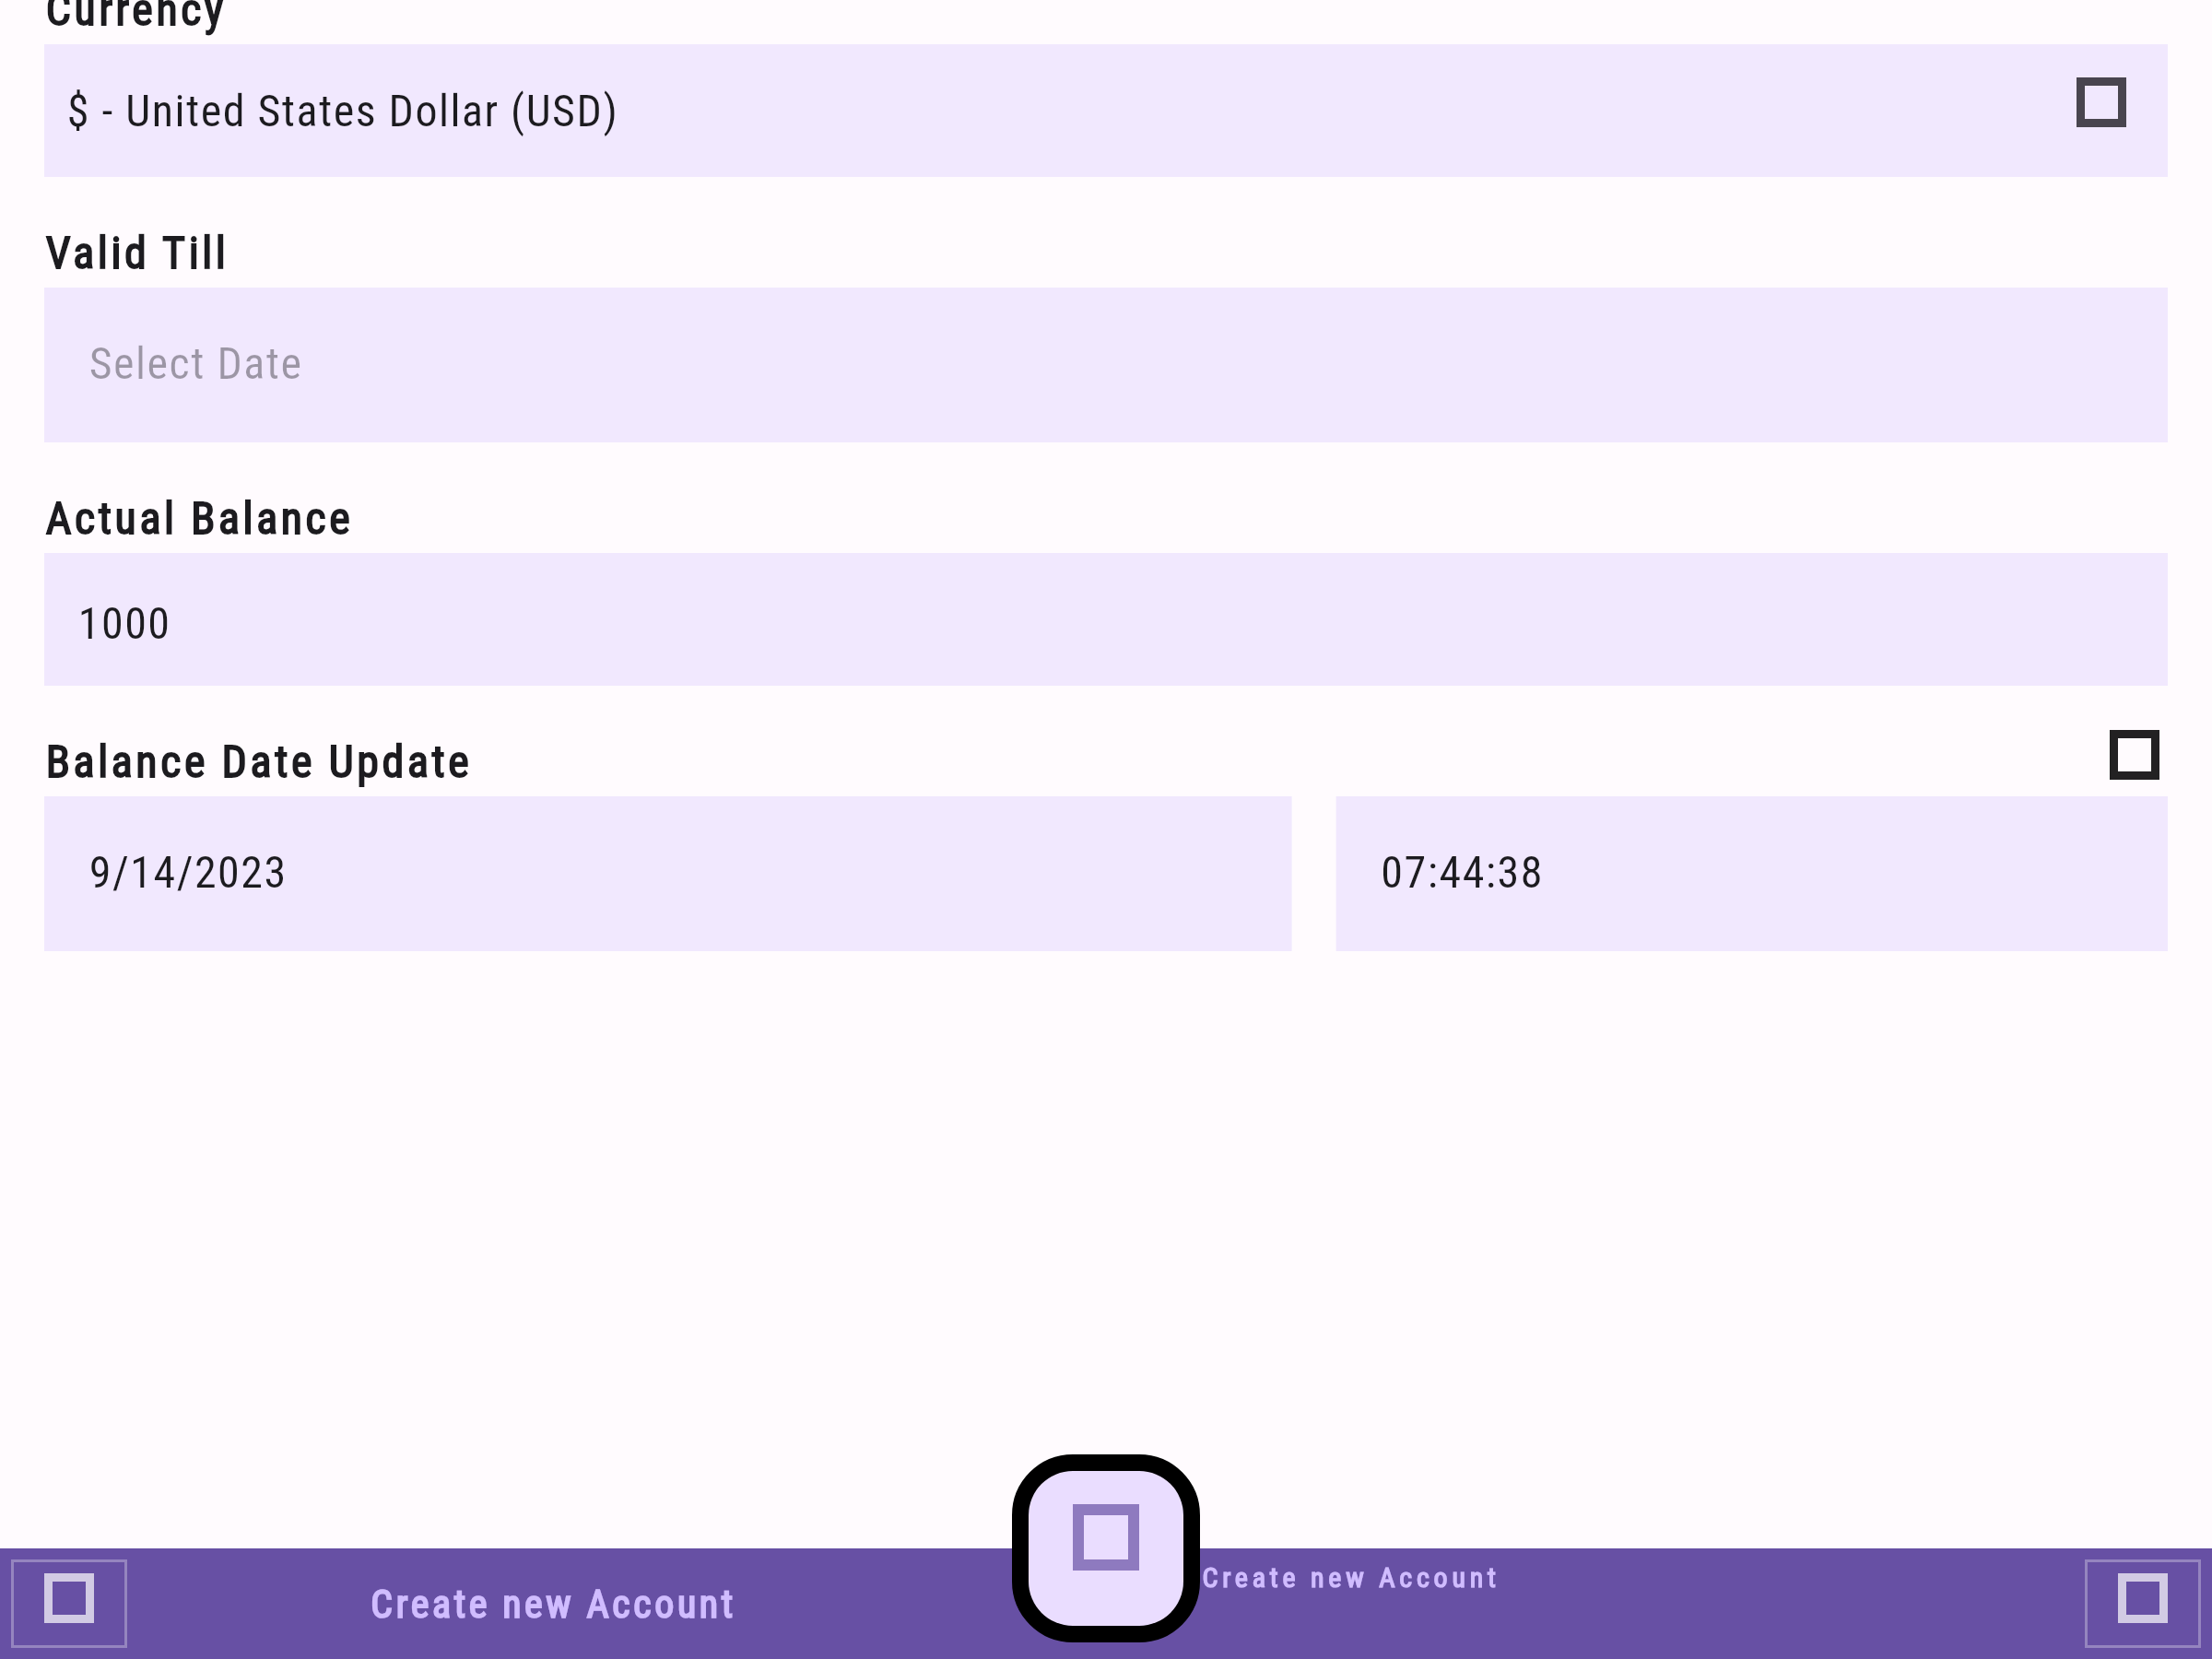 Currency
$ - United States Dollar (USD)
Valid Till
Select Date
Actual Balance
1000
Balance Date Update
9/14/2023
07:44:38
Create new Account
Create new Account